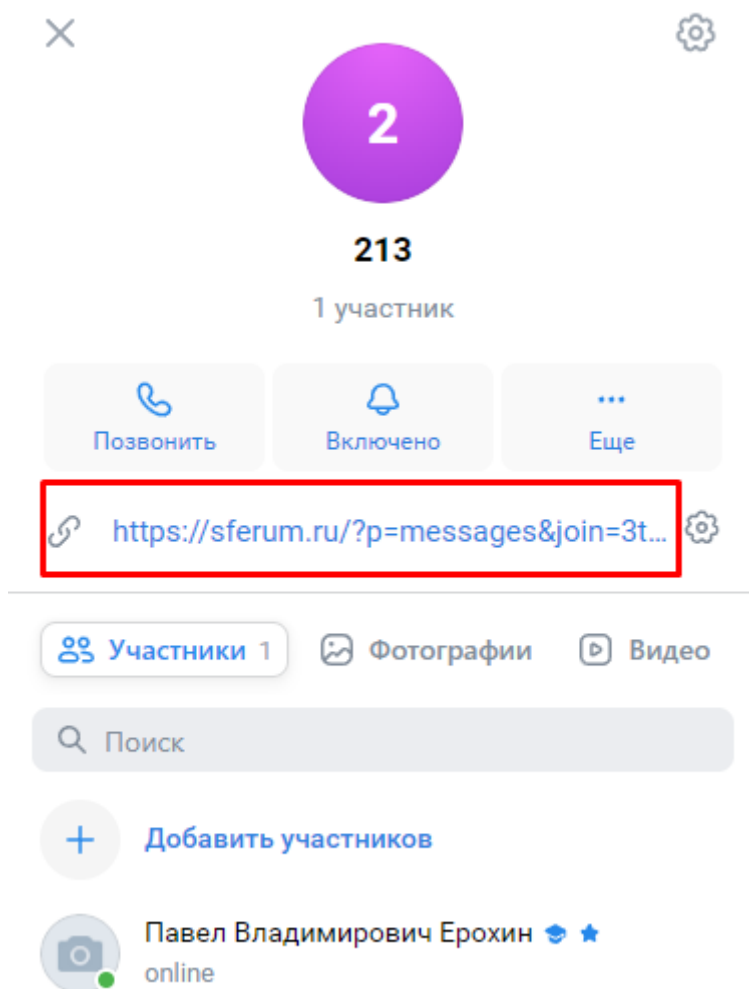 2
213
1 участник
Позвонить Включено Еще
https://sferum.ru/?p=messages&join=3t...
Участники 1 Фотографии Видео
Поиск
Добавить участников
Павел Владимирович Ерохин
online